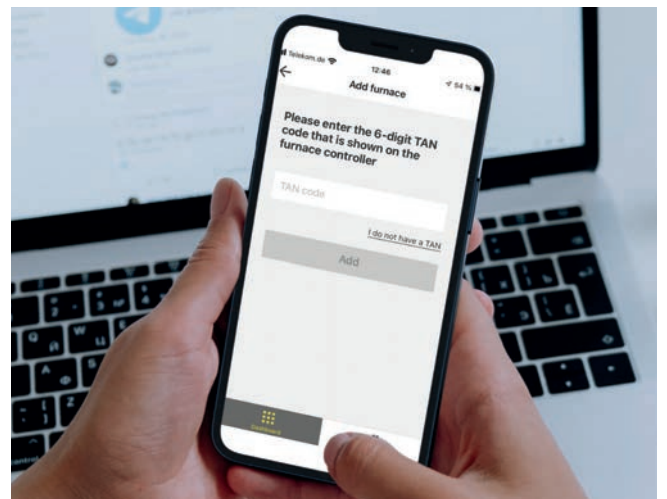 Telekom.de
12:46
64 %
Add furnace
Please enter the 6-digit TAN
code that is shown on the
furnace controller
TAN code
I do not have a TAN
Add
Dashboard